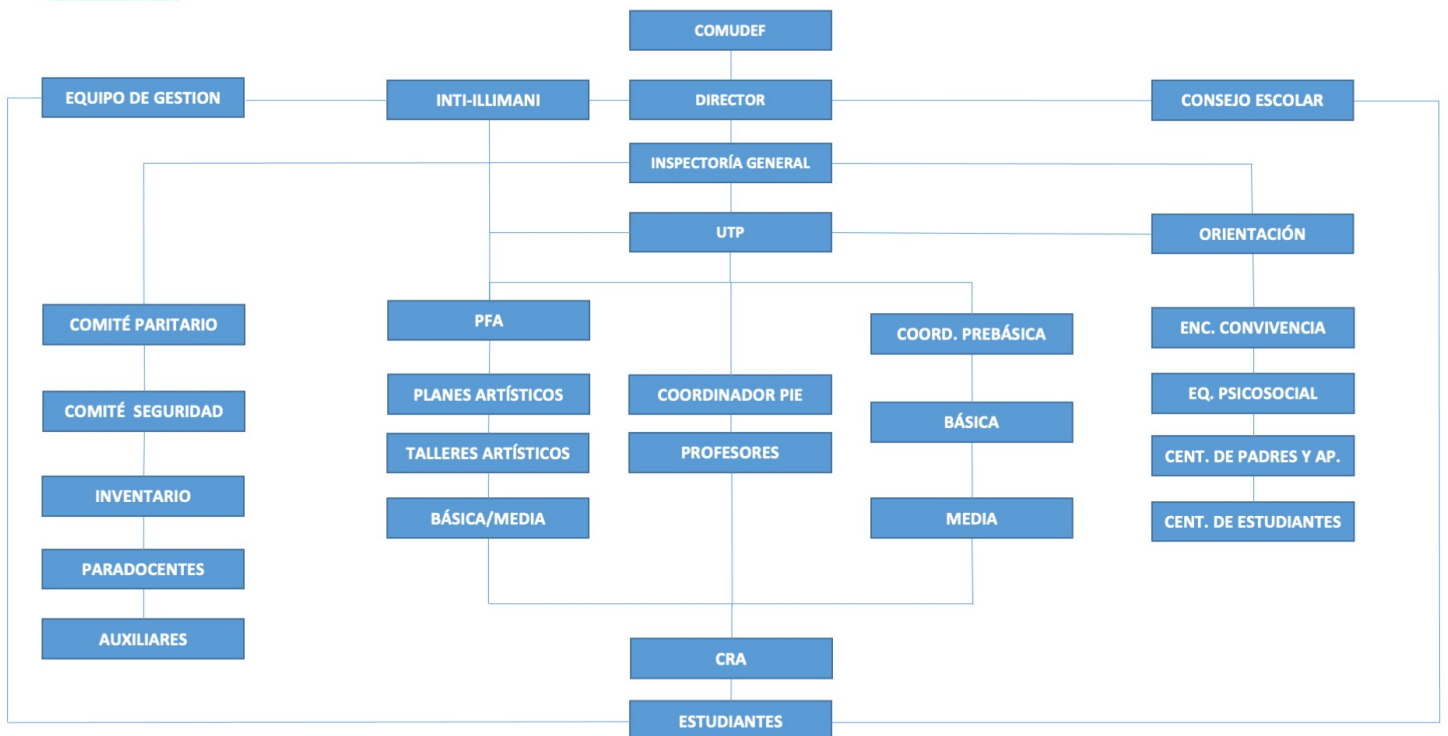 COMUDEF
EQUIPO DE GESTION
INTI-ILLIMANI
DIRECTOR
CONSEJO ESCOLAR
INSPECTORÍA GENERAL
UTP
ORIENTACIÓN
COMITÉ PARITARIO
PFA
COORD. PREBÁSICA
ENC. CONVIVENCIA
COMITÉ SEGURIDAD
PLANES ARTÍSTICOS
COORDINADOR PIE
BÁSICA
EQ. PSICOSOCIAL
TALLERES ARTÍSTICOS
PROFESORES
CENT. DE PADRES Y AP.
INVENTARIO
BÁSICA/MEDIA
MEDIA
CENT. DE ESTUDIANTES
PARADOCENTES
AUXILIARES
CRA
ESTUDIANTES